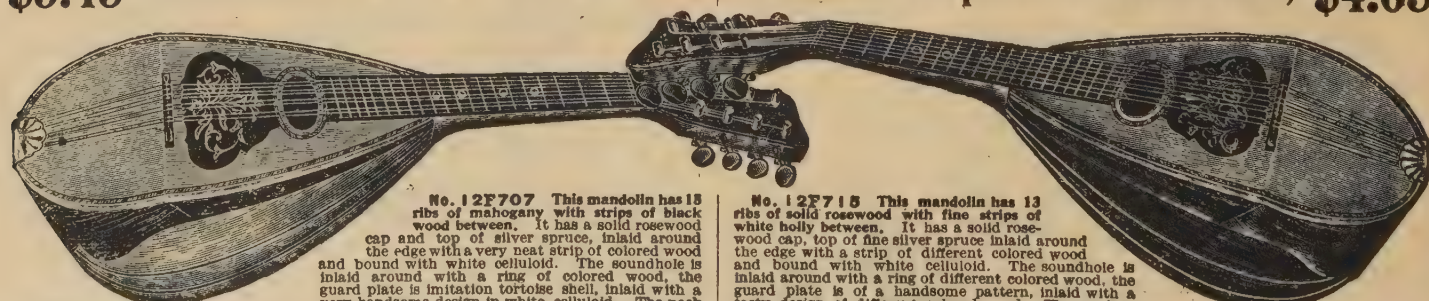 No. 12F707 This mandolin has 15
ribs of mahogany with strips of black
wood between. It has a solid rosewood
cap and top of silver spruce, inlaid around
the edge with a very neat strip of colored wood
and bound with white celluloid. The soundhole is
inlaid around with a ring of colored wood, the
guard plate is imitation tortoise shell, inlaid with a
No. 12F715 This mandolin has 13
ribs of solid rosewood with fine strips of
white holly between. It has a solid rose-
wood cap, top of fine silver spruce inlaid around
the edge with a strip of different colored wood
and bound with white celluloid. The soundhole is
inlaid around with a ring of different colored wood, the
guard plate is of a handsome pattern, inlaid with a